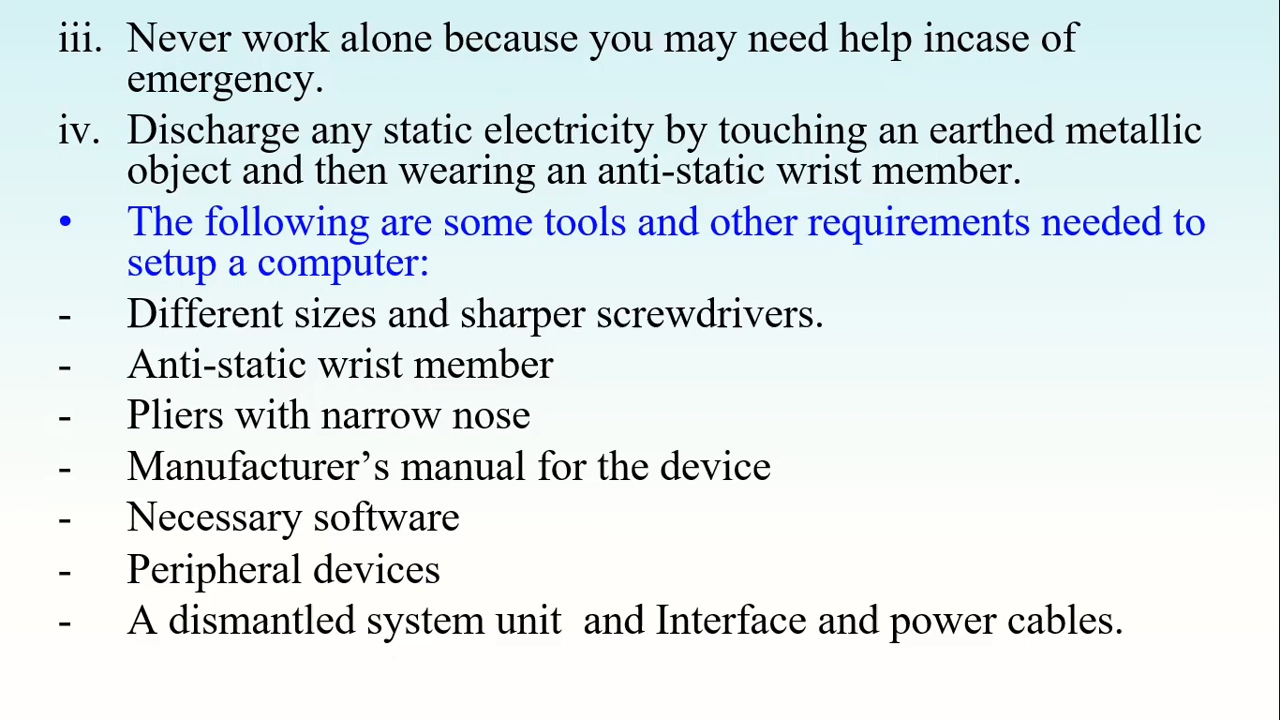 iii. Never work alone because you may need help incase of
emergency.
iv. Discharge any static electricity by touching an earthed metallic
object and then wearing an anti-static wrist member.
• The following are some tools and other requirements needed to
setup a computer:
- Different sizes and sharper screwdrivers.
- Anti-static wrist member
- Pliers with narrow nose
- Manufacturer’s manual for the device
- Necessary software
- Peripheral devices
- A dismantled system unit  and Interface and power cables.